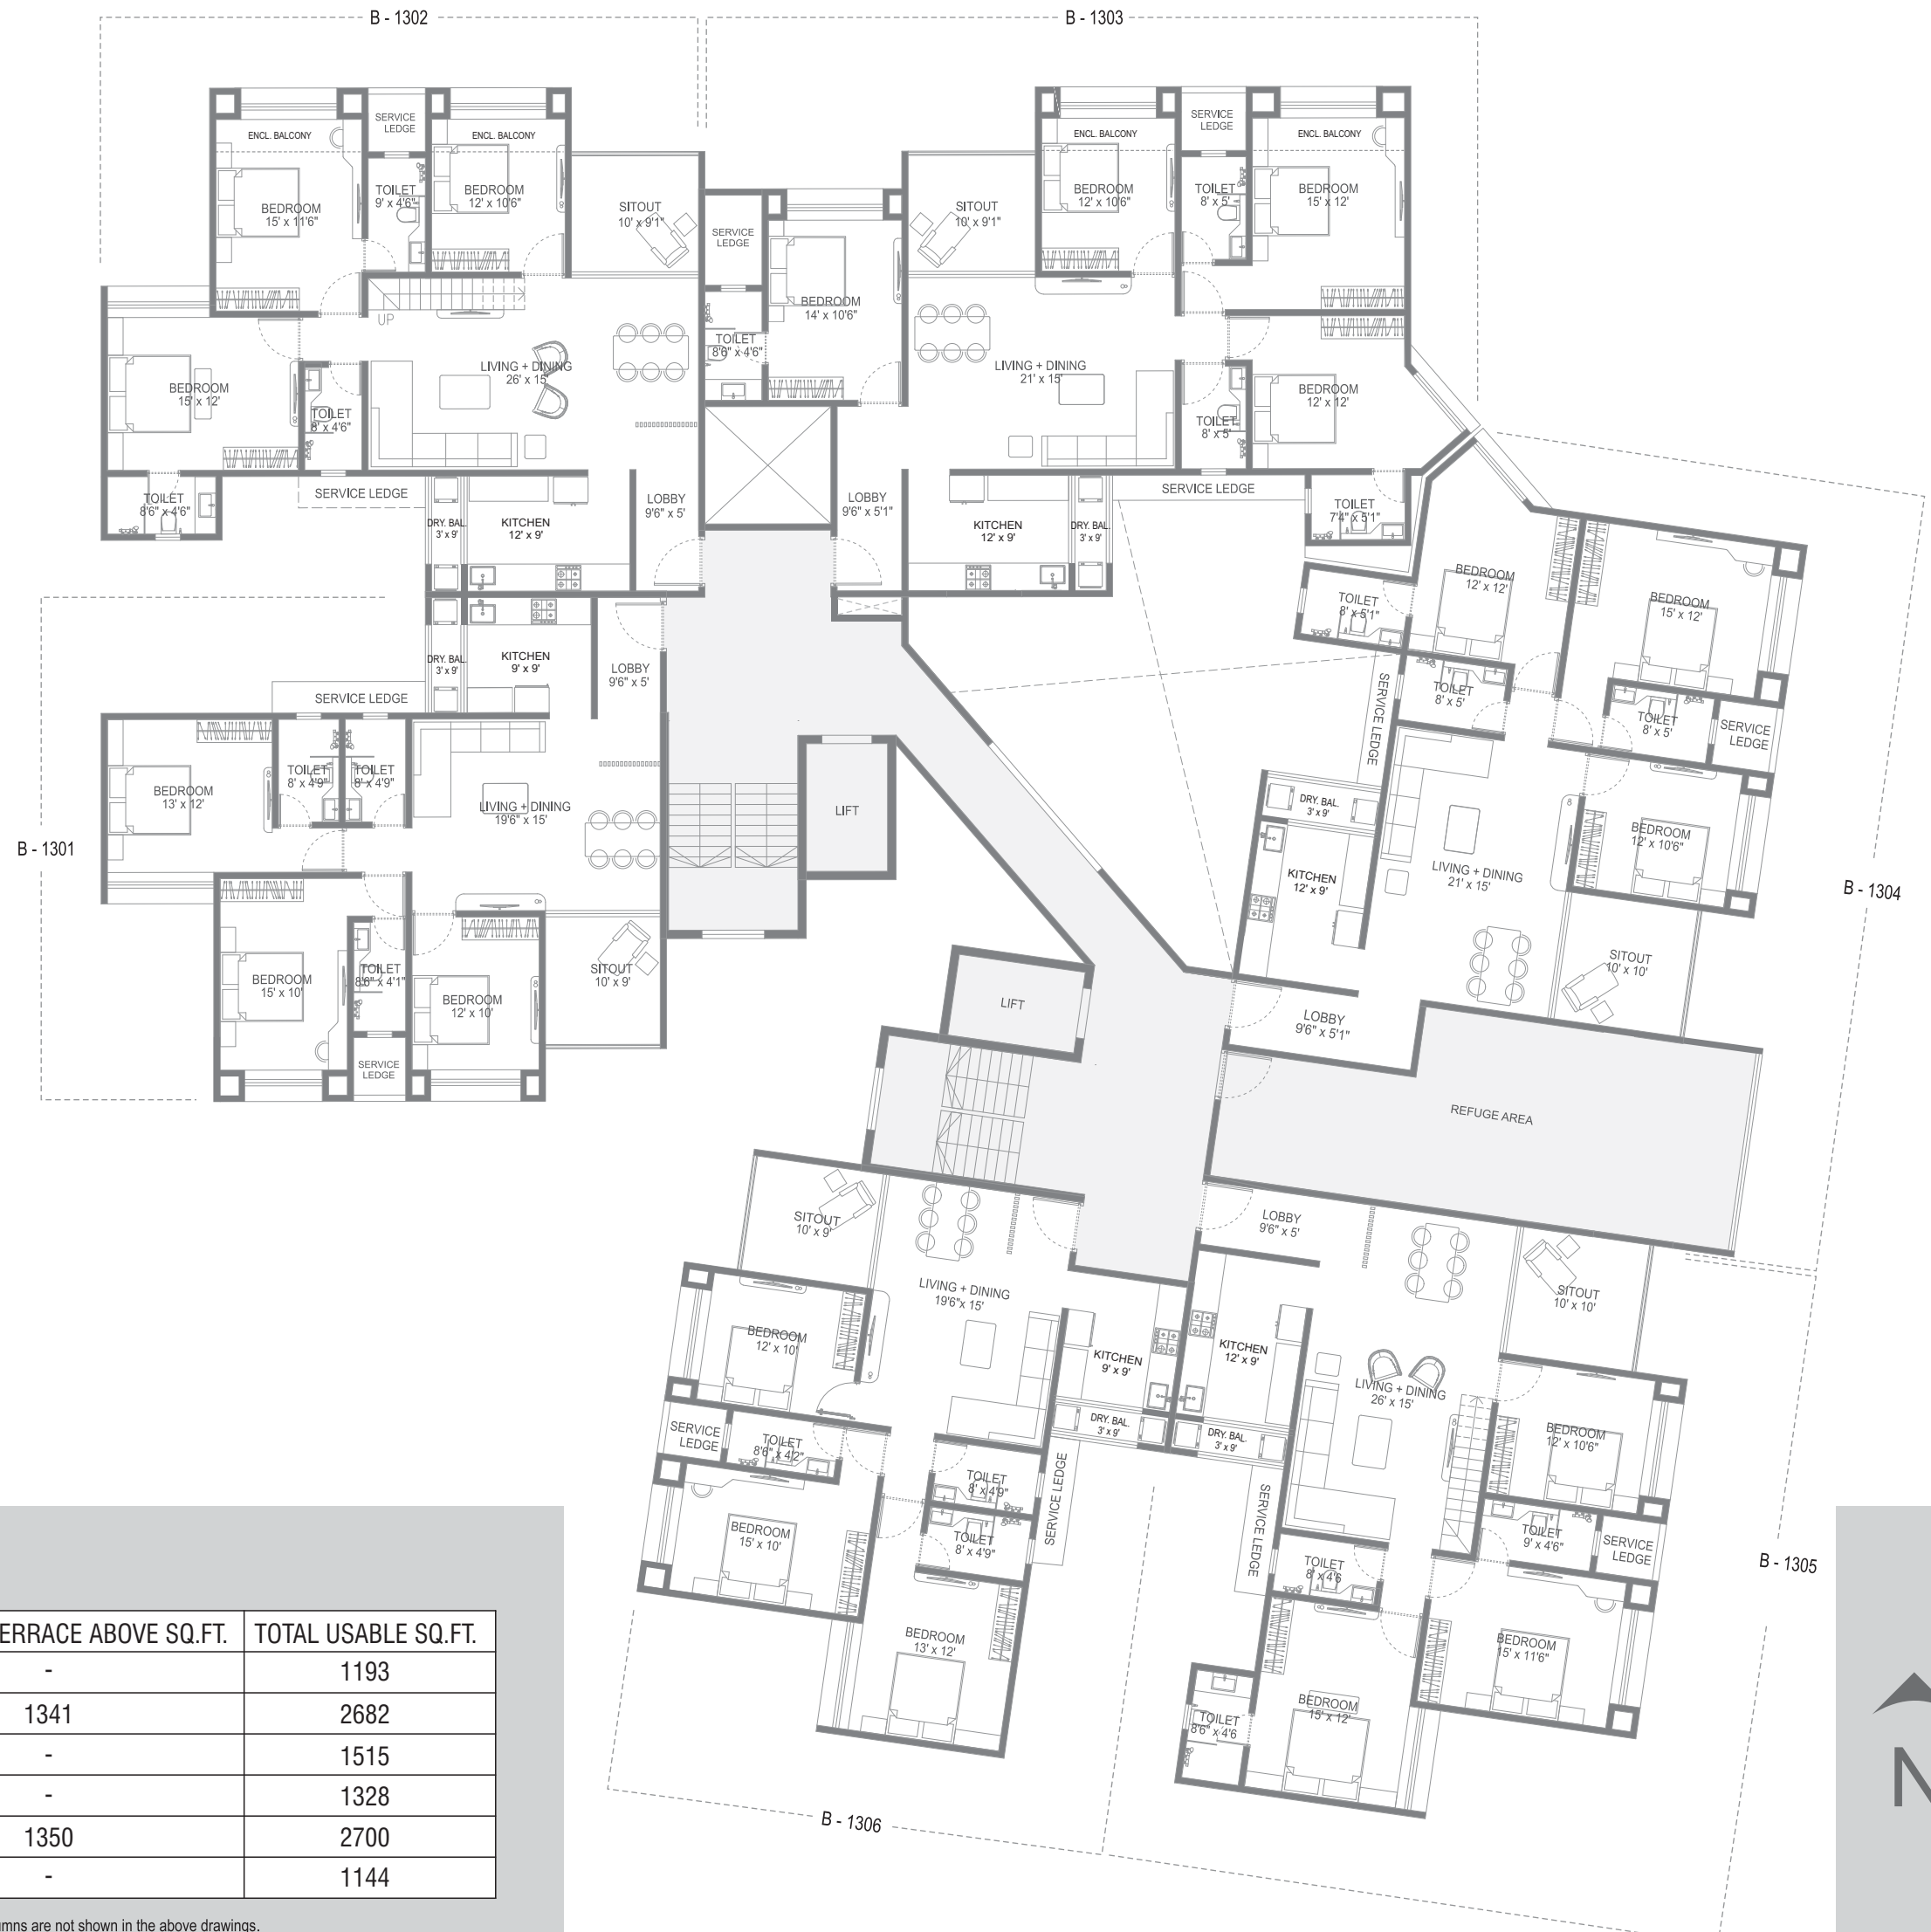 B - 1302
B - 1303
SERVICE
LEDGE
ENCL. BALCONY
ENCL. BALCONY
TOILET
9' x 4'6"
BEDROOM
12' x 10'6"
BEDROOM
15' x 11'6"
SITOUT
10' x 9'1"
UP
LIVING + DINING
26' x 15'
BEDROOM
15' x 12'
TOILET
8' x 4'6"
TOILET
8'6" x 4'6"
SERVICE LEDGE
DRY. BAL.
3' x 9'
KITCHEN
12' x 9'
LOBBY
9'6" x 5'
SERVICE
LEDGE
BEDROOM
14' x 10'6"
TOILET
8'6" x 4'6"
SITOUT
10' x 9'1"
ENCL. BALCONY
SERVICE
LEDGE
ENCL. BALCONY
BEDROOM
12' x 10'6"
TOILET
8' x 5'
BEDROOM
15' x 12'
LIVING + DINING
21' x 15'
BEDROOM
12' x 12'
TOILET
8' x 5'
LOBBY
9'6" x 5'1"
KITCHEN
12' x 9'
DRY. BAL.
3' x 9'
SERVICE LEDGE
TOILET
7'4" x 5'1"
B - 1301
DRY. BAL.
3' x 9'
KITCHEN
9' x 9'
LOBBY
9'6" x 5'
SERVICE LEDGE
BEDROOM
13' x 12'
TOILET
8' x 4'9"
TOILET
8' x 4'9"
LIVING + DINING
19'6" x 15'
LIFT
BEDROOM
15' x 10'
TOILET
8'6" x 4'1"
BEDROOM
12' x 10'
SITOUT
10' x 9'
SERVICE
LEDGE
B - 1304
BEDROOM
12' x 12'
BEDROOM
15' x 12'
TOILET
8' x 5'1"
TOILET
8' x 5'
TOILET
8' x 5'
SERVICE
LEDGE
SERVICE LEDGE
DRY. BAL.
3' x 9'
KITCHEN
12' x 9'
LIVING + DINING
21' x 15'
BEDROOM
12' x 10'6"
SITOUT
10' x 10'
LOBBY
9'6" x 5'1"
LIFT
REFUGE AREA
SITOUT
10' x 9'
LIVING + DINING
19'6"x 15'
BEDROOM
12' x 10'
KITCHEN
9' x 9'
DRY. BAL.
3' x 9'
SERVICE
LEDGE
TOILET
8'6" x 4'2"
TOILET
8' x 4'9"
SERVICE LEDGE
BEDROOM
15' x 10'
TOILET
8' x 4'9"
BEDROOM
13' x 12'
B - 1306
LOBBY
9'6" x 5'
SITOUT
10' x 10'
KITCHEN
12' x 9'
DRY. BAL.
3' x 9'
LIVING + DINING
26' x 15'
BEDROOM
12' x 10'6"
SERVICE LEDGE
TOILET
9' x 4'6"
SERVICE
LEDGE
TOILET
8' x 4'6
BEDROOM
15' x 11'6"
BEDROOM
15' x 12'
TOILET
8'6" x 4'6
B - 1305
ERRACE ABOVE SQ.FT. TOTAL USABLE SQ.FT.
- 1193
1341 2682
- 1515
- 1328
1350 2700
- 1144
umns are not shown in the above drawings.
N